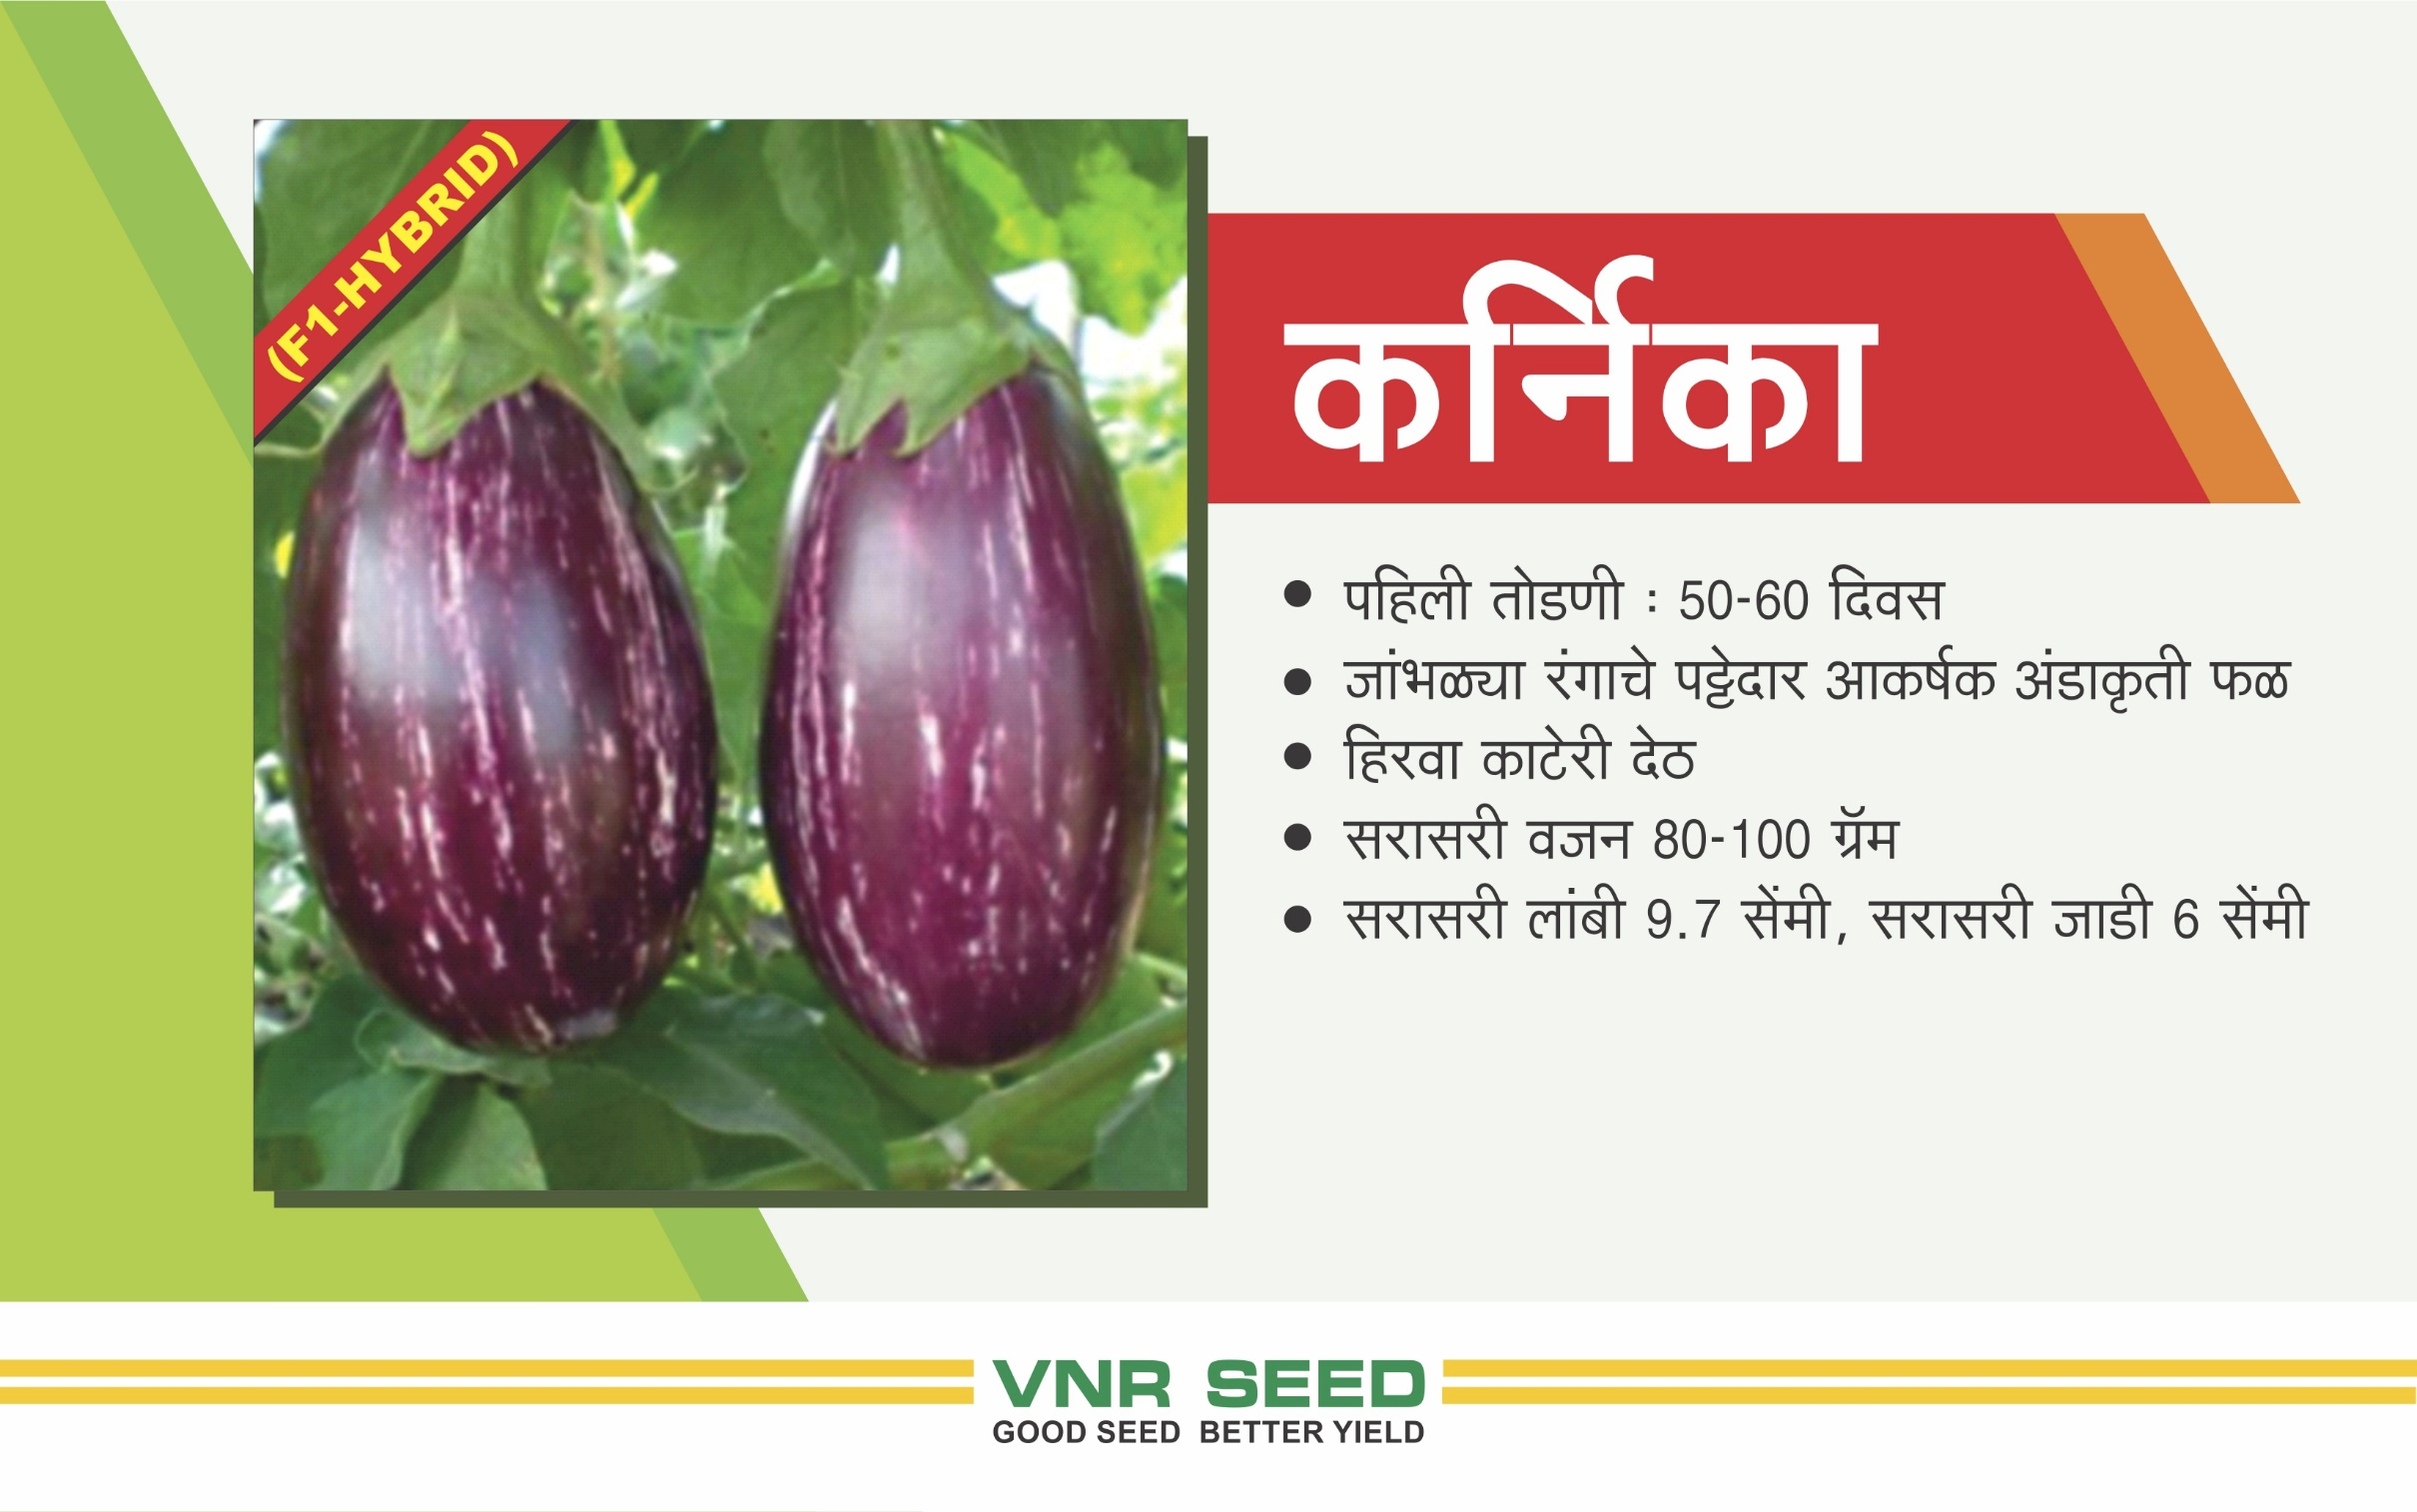 (F1-HYBRID))
कर्निका
• पहिली तोडणी : 50-60 दिवस
• जांभळ्या रंगाचे पट्टेदार आकर्षक अंडाकृती फळ
• हिरवा काटेरी देठ
• सरासरी वजन 80-100 ग्रॅम
• सरासरी लांबी 9.7 सेंमी, सरासरी जाडी 6 सेंमी
VNR SEED
GOOD SEED BETTER YIELD